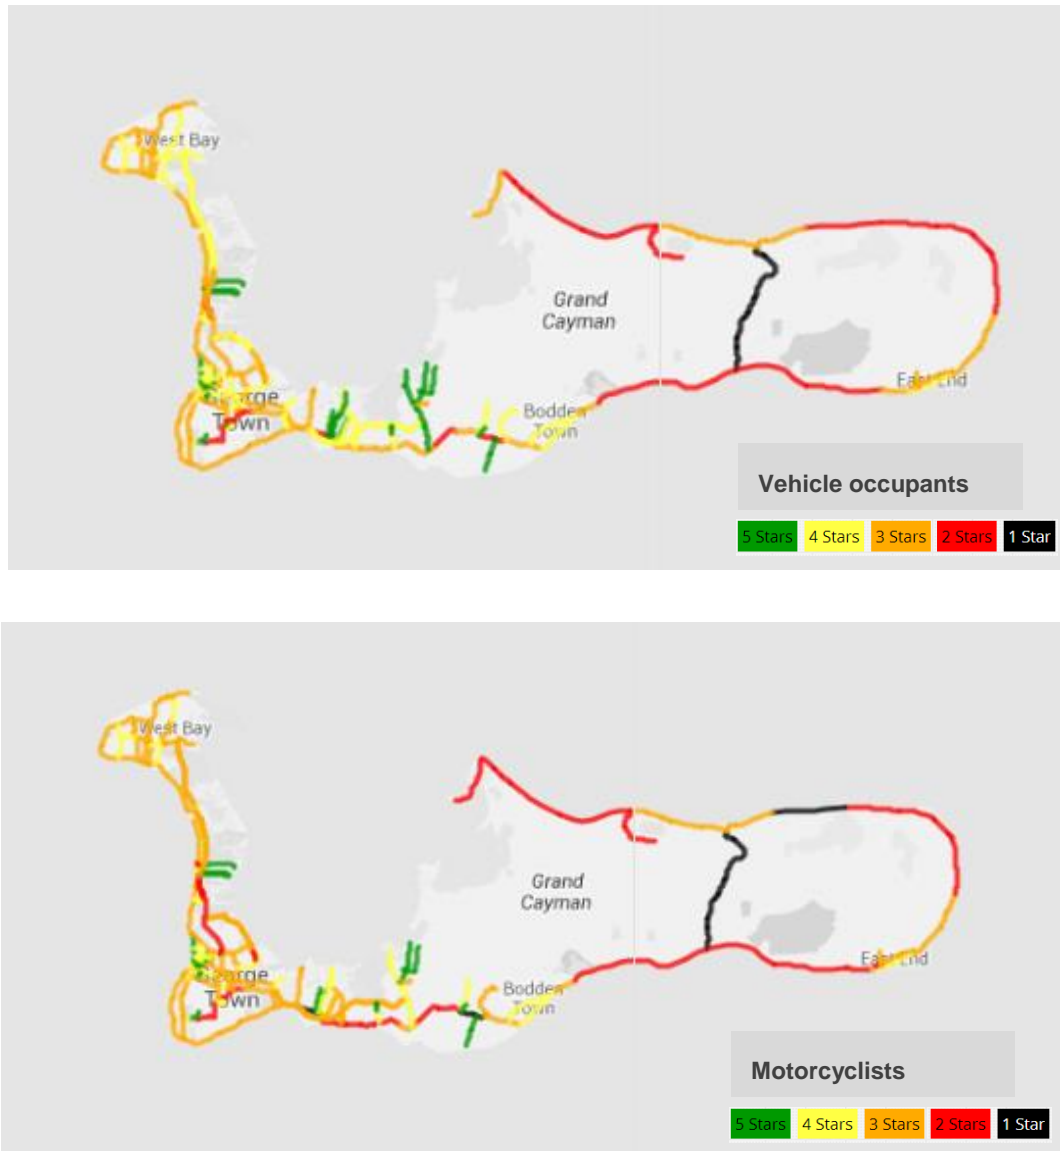 West Bay
Grand
Cayman
George
Town
Bodden
Town
East End
Vehicle occupants
5 Stars 4 Stars 3 Stars 2 Stars 1 Star
West Bay
Grand
Cayman
George
Town
Bodden
Town
East End
Motorcyclists
5 Stars 4 Stars 3 Stars 2 Stars 1 Star